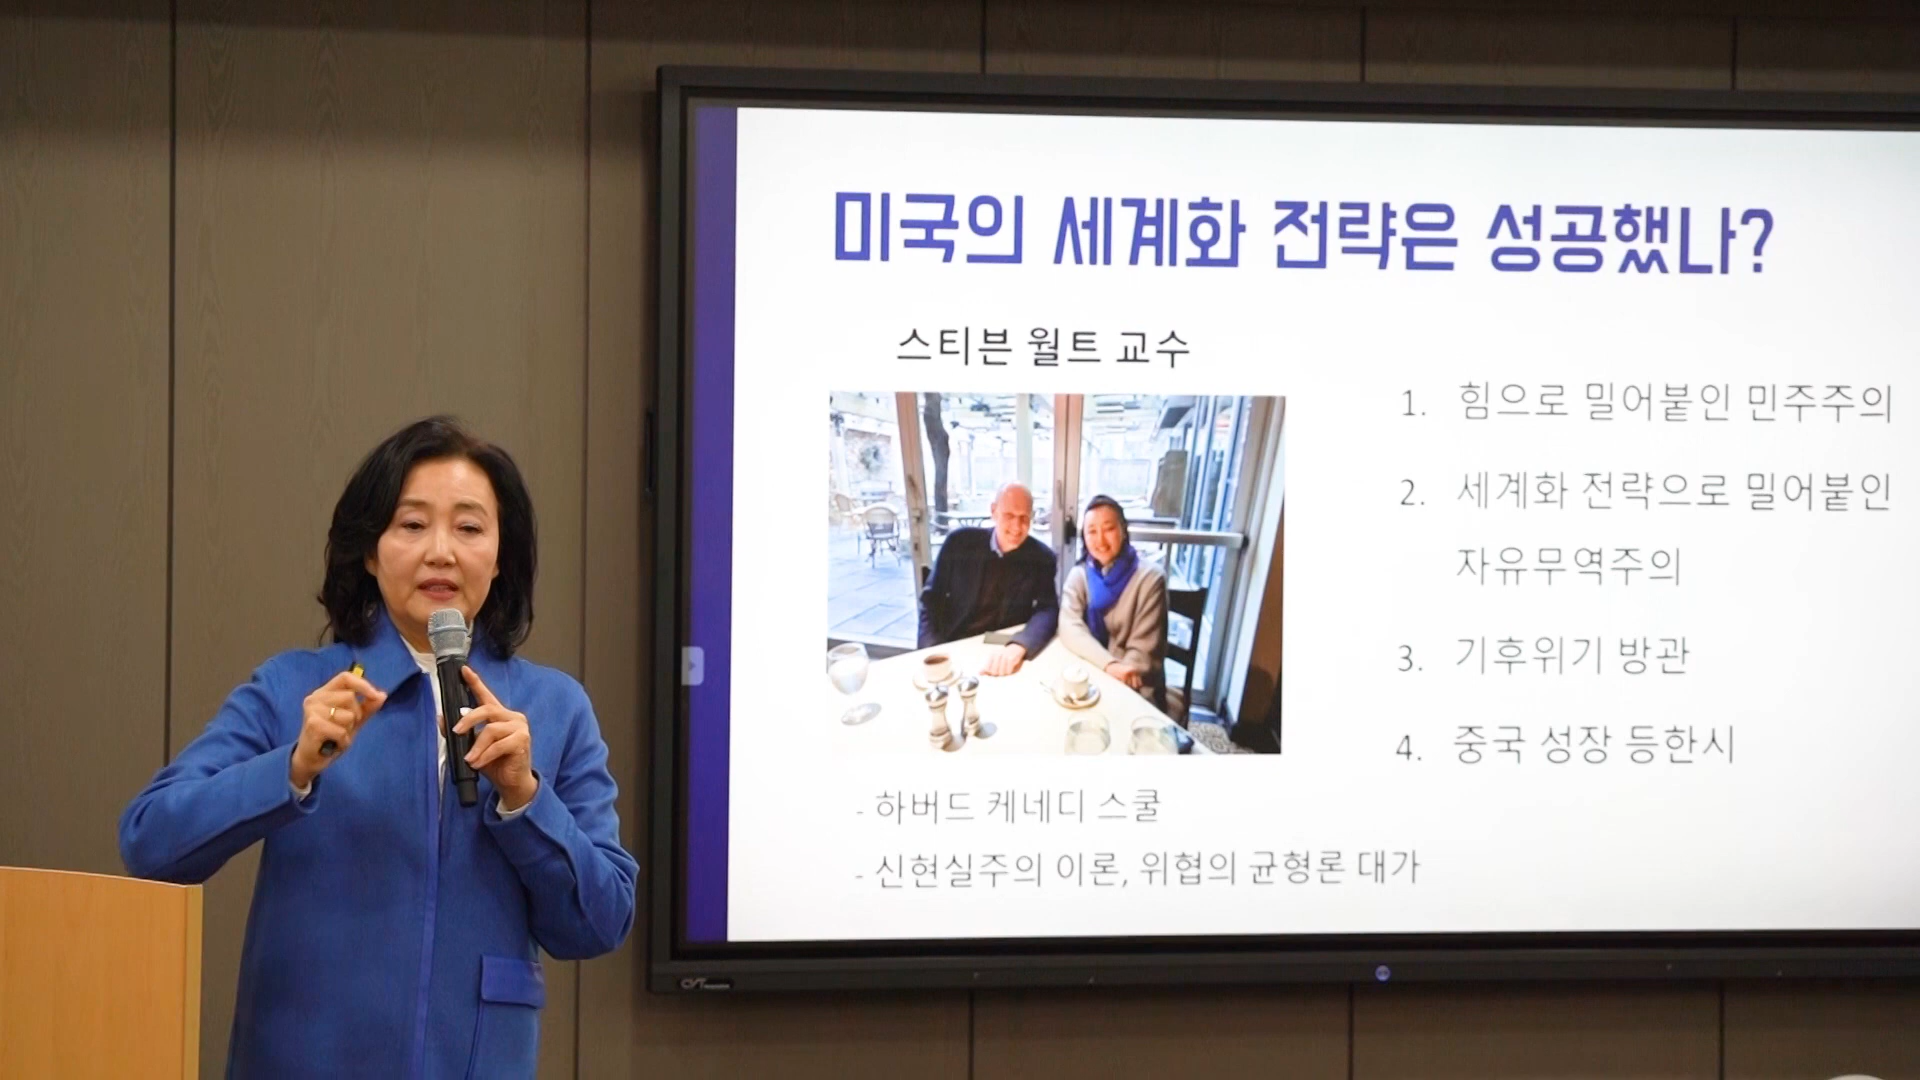 미국의 세계화 전략은 성공했나?
스티븐 월트 교수
- 하버드 케네디 스쿨
- 신현실주의 이론, 위협의 균형론 대가
1. 힘으로 밀어붙인 민주주의
2. 세계화 전략으로 밀어붙인
자유무역주의
3. 기후위기 방관
4. 중국 성장 등한시